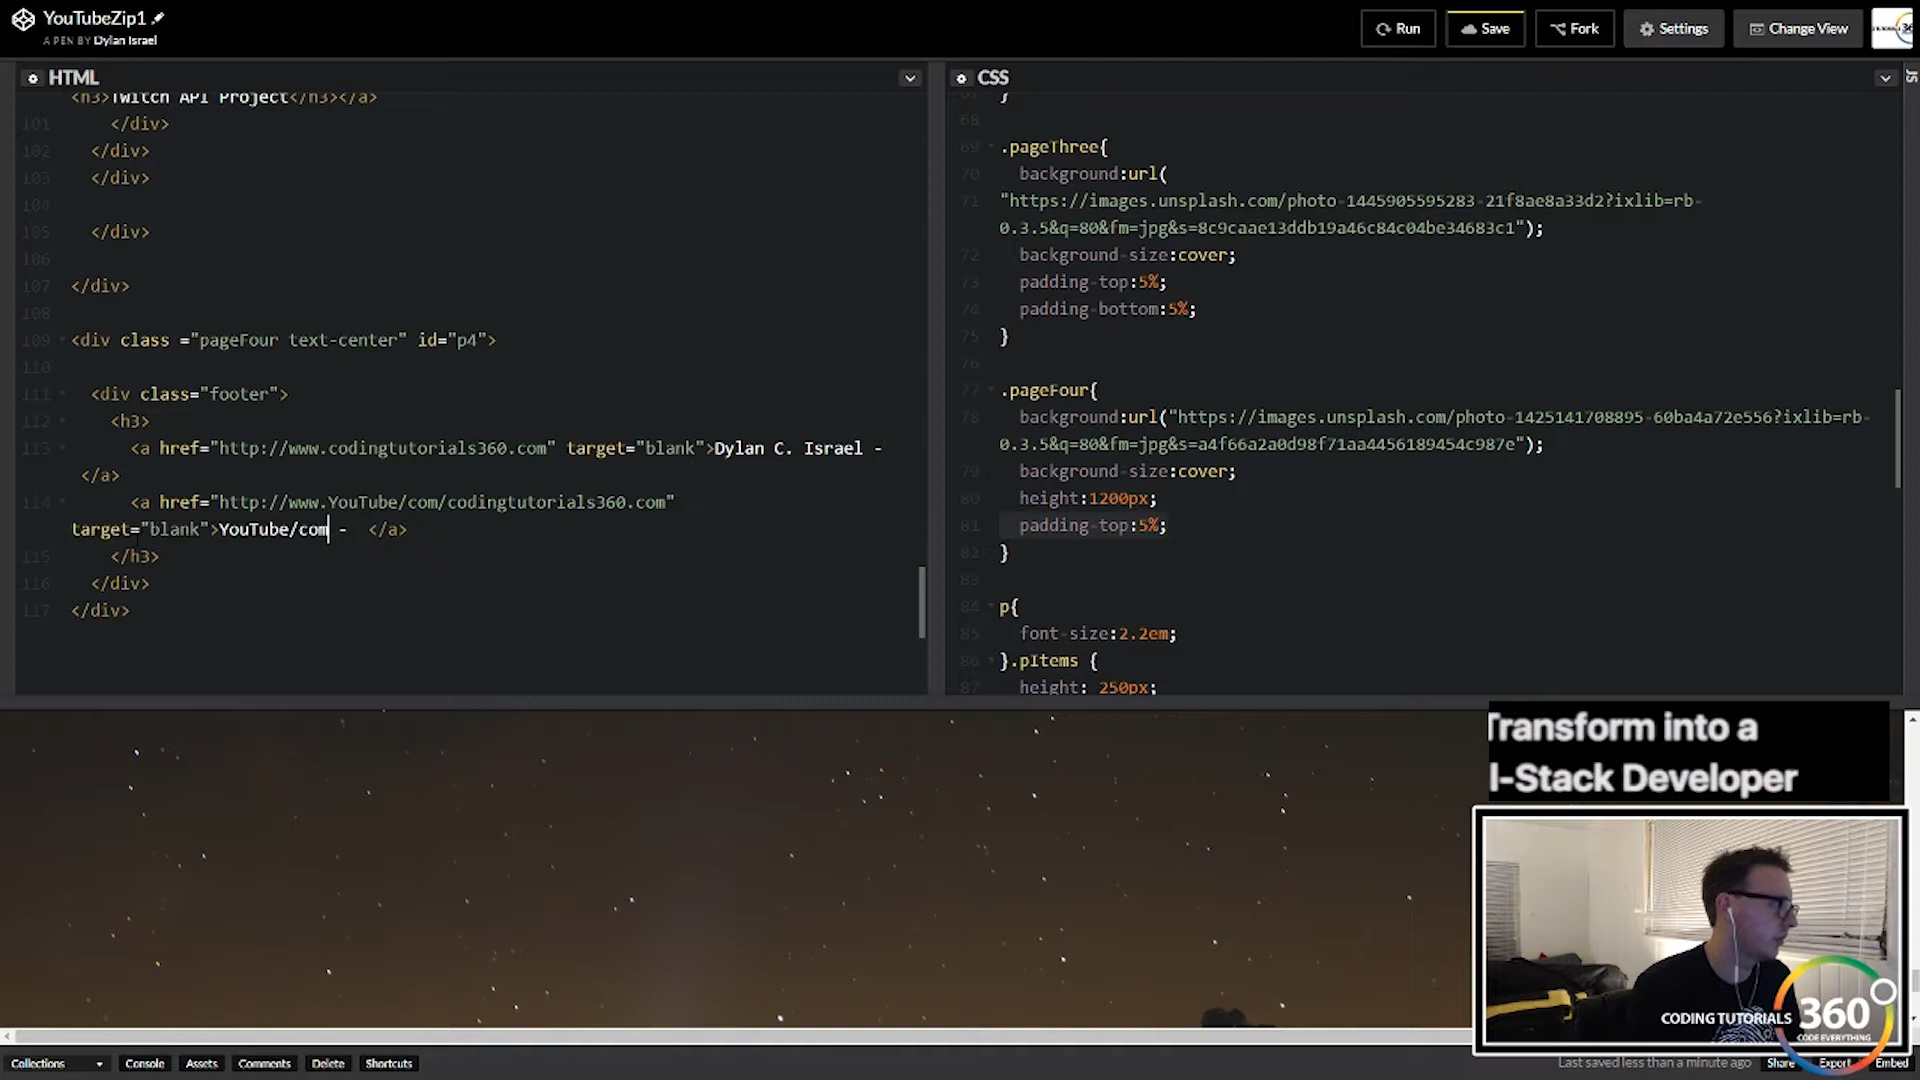 YouTubeZip1
A PEN BY Dylan Israel
Run
Save
Fork
Settings
Change View
HTML
<h3>Twitch API Project</h3></a>
101 </div>
102 </div>
103 </div>
104
105 </div>
106
107 </div>
108
109 <div class ="pageFour text-center" id="p4">
110
111 <div class="footer">
112 <h3>
113 <a href="http://www.codingtutorials360.com" target="blank">Dylan C. Israel -
</a>
114 <a href="http://www.YouTube/com/codingtutorials360.com"
target="blank">YouTube/com -  </a>
115 </h3>
116 </div>
117 </div>
CSS
JS
}
68
69 .pageThree{
70 background:url(
71 "https://images.unsplash.com/photo-1445905595283-21f8ae8a33d2?ixlib=rb-
0.3.5&q=80&fm=jpg&s=8c9caae13ddb19a46c84c04be34683c1");
72 background-size:cover;
73 padding-top:5%;
74 padding-bottom:5%;
75 }
76
77 .pageFour{
78 background:url("https://images.unsplash.com/photo-1425141708895-60ba4a72e556?ixlib=rb-
0.3.5&q=80&fm=jpg&s=a4f66a2a0d98f71aa4456189454c987e");
79 background-size:cover;
80 height:1200px;
81 padding-top:5%;
82 }
83
84 p{
85 font-size:2.2em;
86 }.pItems {
87 height: 250px;
Transform into a
l-Stack Developer
CODING TUTORIALS 360
CODE EVERYTHING
Collections
Console
Assets
Comments
Delete
Shortcuts
Last saved less than a minute ago
Share
Export
Embed